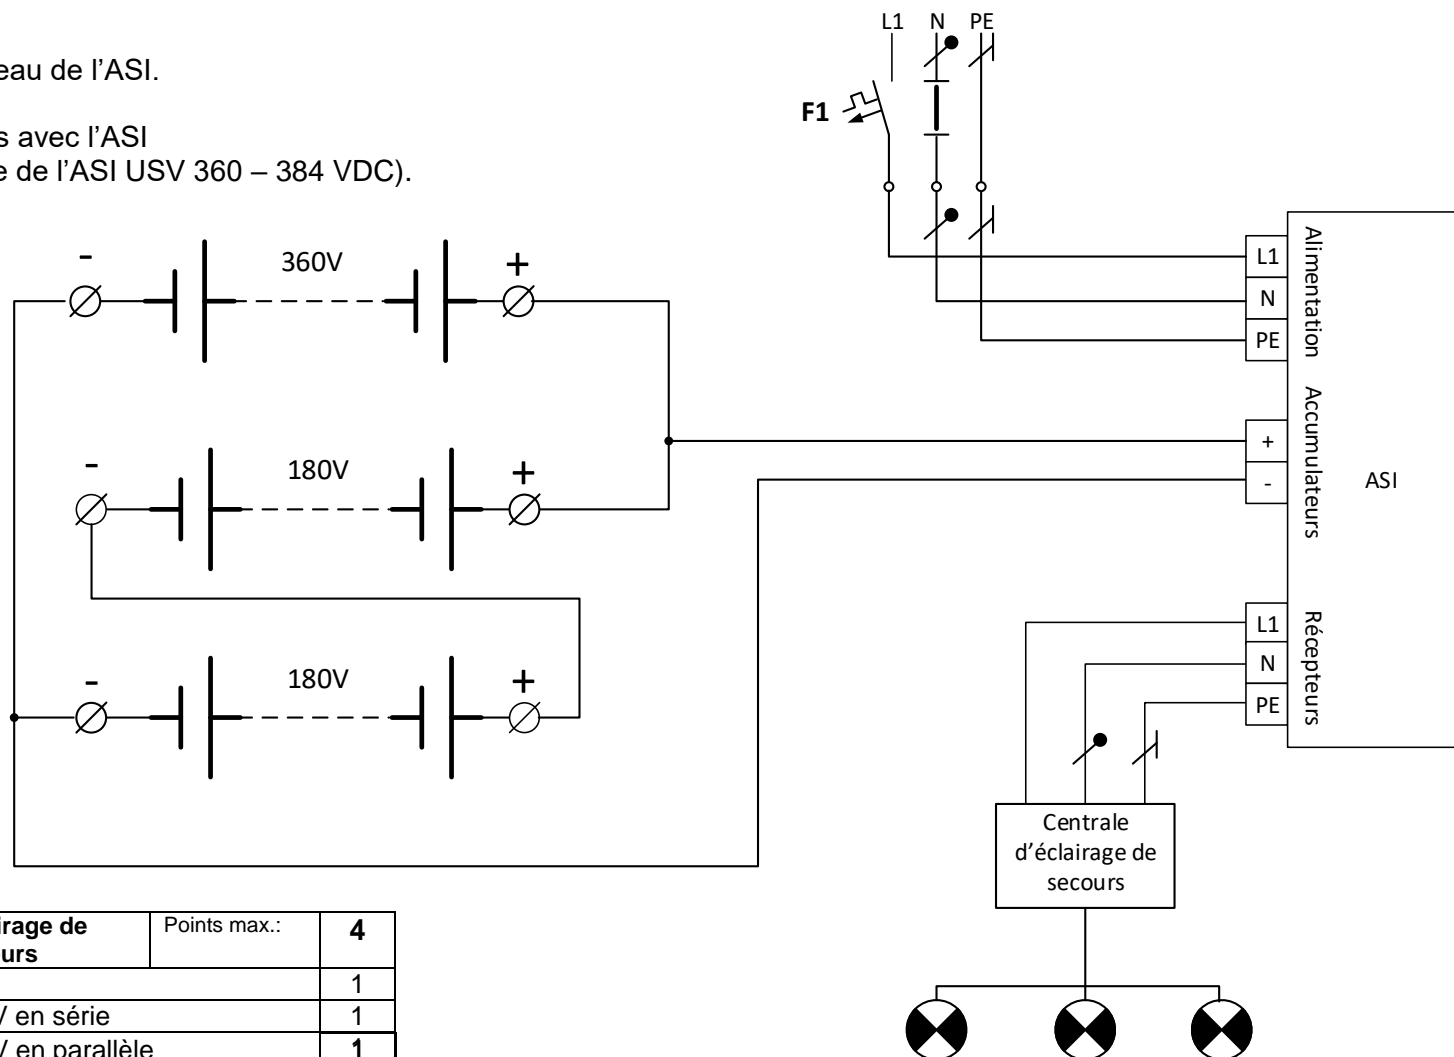 L1 N PE
eau de l’ASI.
F1
s avec l’ASI
e de l’ASI USV 360 – 384 VDC).
- 360V +
L1
N
PE
Alimentation
- 180V +
+
-
Accumulateurs
ASI
- 180V +
L1
N
PE
Récepteurs
Centrale
d’éclairage de
secours
irage de Points max.: 4
urs
1
V en série 1
V en parallèle 1